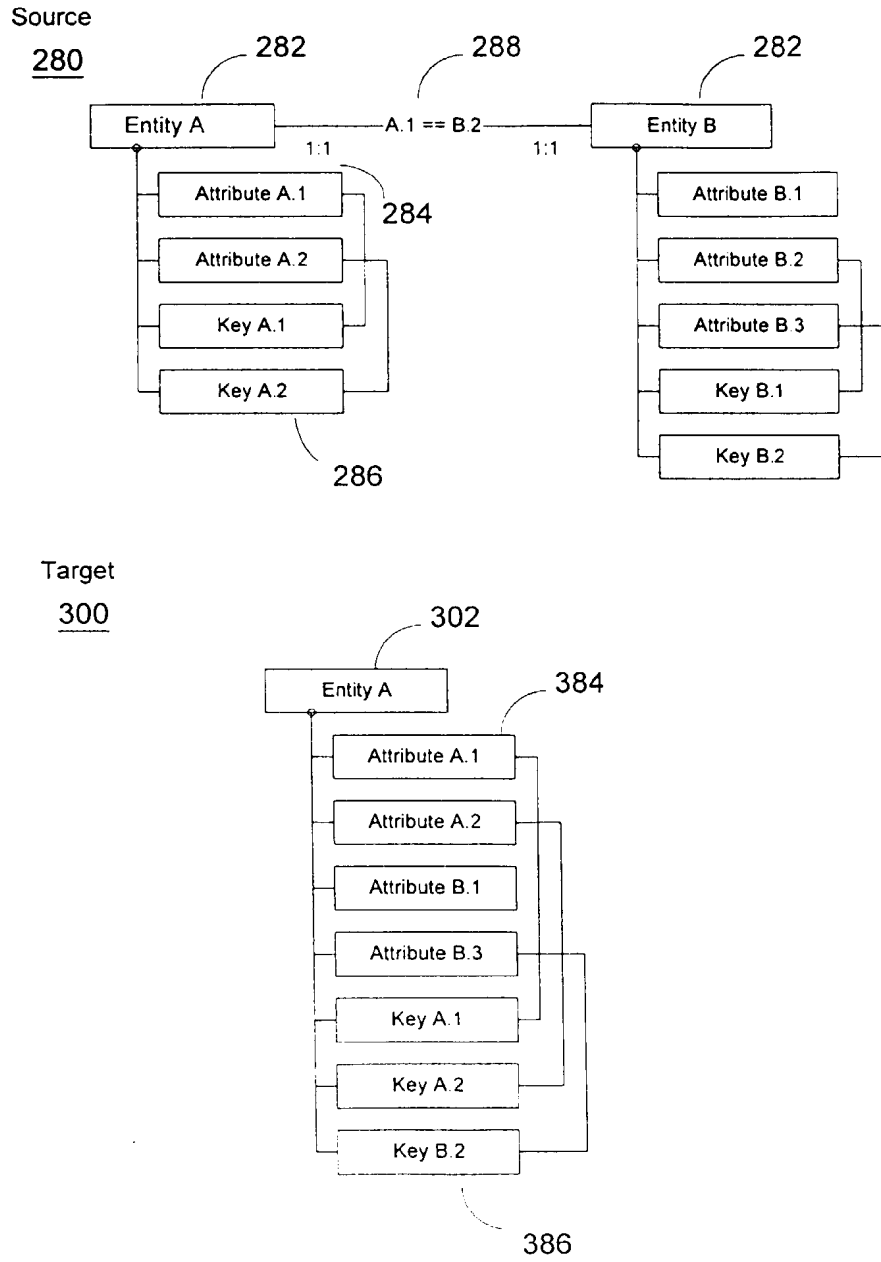 Source
280
282
288
282
Entity A
A.1 == B.2
Entity B
1:1
1:1
284
Attribute A.1
Attribute B.1
Attribute A.2
Attribute B.2
Key A.1
Attribute B.3
Key A.2
Key B.1
286
Key B.2
Target
300
302
Entity A
384
Attribute A.1
Attribute A.2
Attribute B.1
Attribute B.3
Key A.1
Key A.2
Key B.2
386